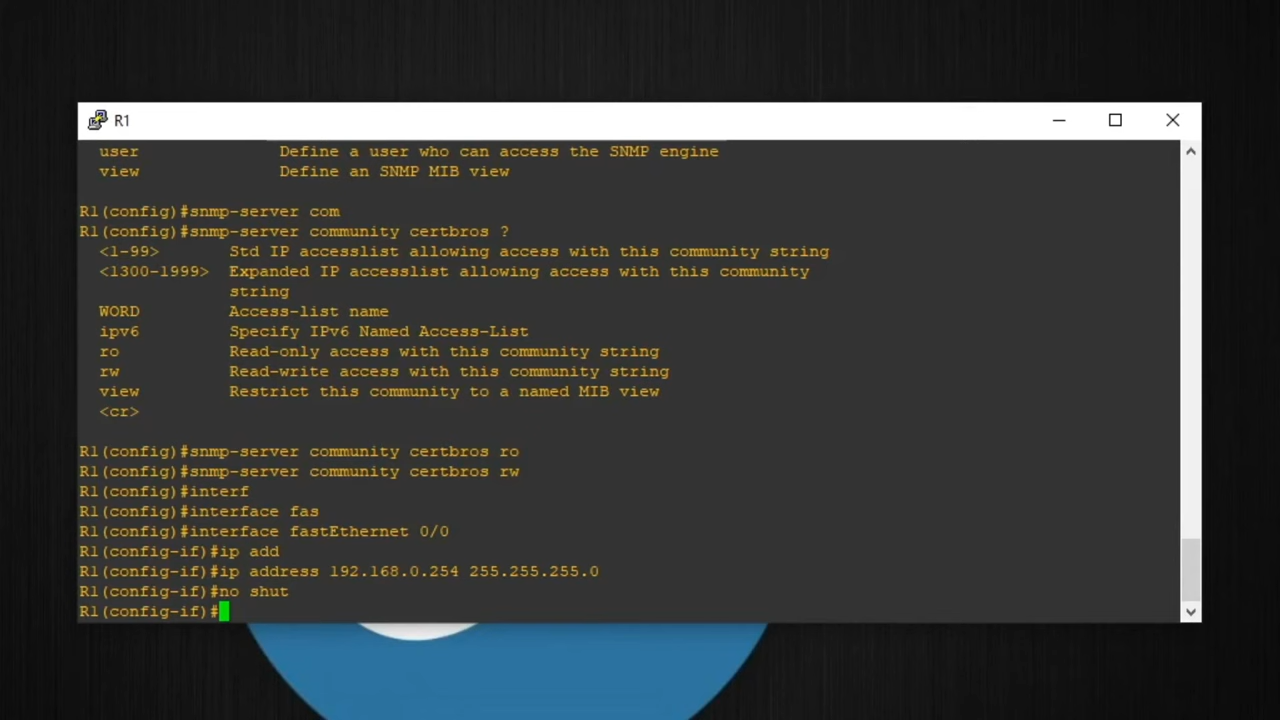 R1
user Define a user who can access the SNMP engine
view Define an SNMP MIB view
R1(config)#snmp-server com
R1(config)#snmp-server community certbros ?
<1-99> Std IP accesslist allowing access with this community string
<1300-1999> Expanded IP accesslist allowing access with this community
string
WORD Access-list name
ipv6 Specify IPv6 Named Access-List
ro Read-only access with this community string
rw Read-write access with this community string
view Restrict this community to a named MIB view
<cr>
R1(config)#snmp-server community certbros ro
R1(config)#snmp-server community certbros rw
R1(config)#interf
R1(config)#interface fas
R1(config)#interface fastEthernet 0/0
R1(config-if)#ip add
R1(config-if)#ip address 192.168.0.254 255.255.255.0
R1(config-if)#no shut
R1(config-if)#